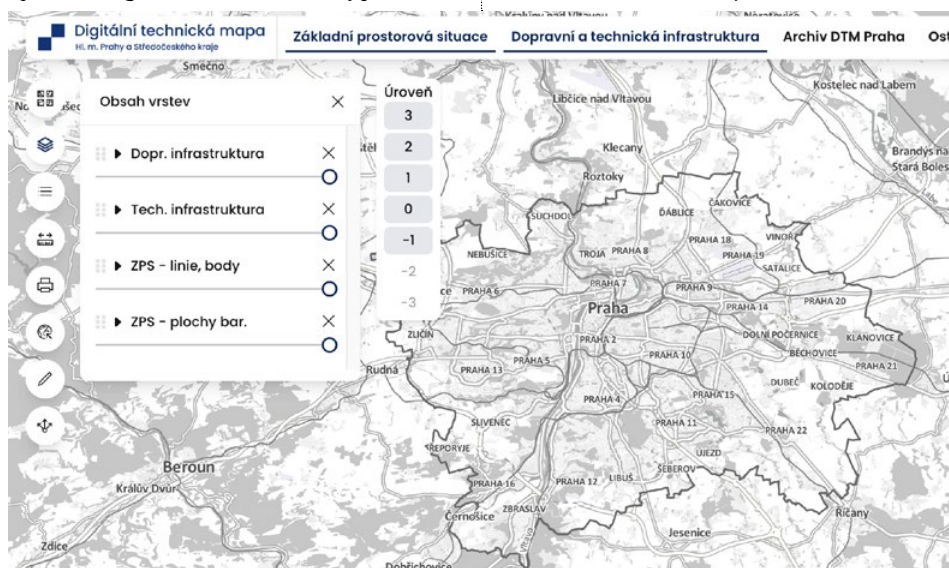 Digitální technická mapa
Hl. m. Prahy a Středočeského kraje
Základní prostorová situace
Dopravní a technická infrastruktura
Archiv DTM Praha
Obsah vrstev
Dopr. infrastruktura
Tech. infrastruktura
ZPS - linie, body
ZPS - plochy bar.
Úroveň
3
2
1
0
-1
-2
-3
Smečno
Libčice nad Vltavou
Kostelec nad Labem
Klecany
Roztoky
SUCHDOL
ĎÁBLICE
ČAKOVICE
PRAHA 18
VINOŘ
NEBUŠICE
TROJA
PRAHA 8
PRAHA 19
SATALICE
PRAHA 6
PRAHA 7
PRAHA 9
Praha
PRAHA 14
PRAHA 20
ZLIČÍN
PRAHA 2
DOLNÍ POČERNICE
KLÁNOVICE
BĚCHOVICE
Rudná
PRAHA 13
PRAHA 5
PRAHA 10
PRAHA 21
DUBEČ
KOLODĚJE
PRAHA 4
PRAHA 15
SLIVENEC
PRAHA 11
PRAHA 22
ŘEPORYJE
ÚJEZD
ŠEBEROV
Beroun
Králův Dvůr
PRAHA 16
PRAHA 12
LIBUŠ
Černošice
ZBRASLAV
Říčany
Jesenice
Zdice
Vltava
Dobřichovice